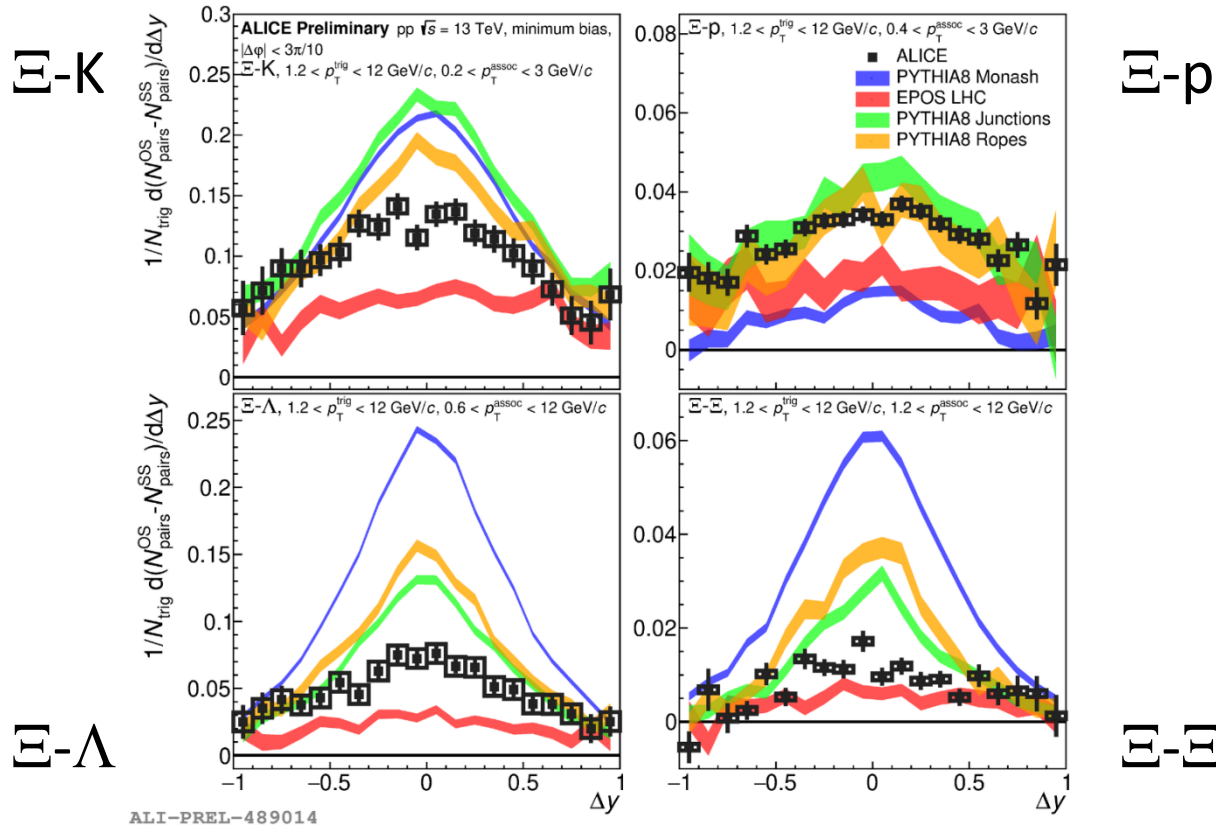 Ξ-K
Ξ-p
Ξ-Λ
Ξ-Ξ
ALICE Preliminary pp √s = 13 TeV, minimum bias,
|Δφ| < 3π/10
Ξ-K, 1.2 < p_T^trig < 12 GeV/c, 0.2 < p_T^assoc < 3 GeV/c
1/N_trig d(N_pairs^OS-N_pairs^SS)/dΔy
0.3
0.25
0.2
0.15
0.1
0.05
0
Ξ-p, 1.2 < p_T^trig < 12 GeV/c, 0.4 < p_T^assoc < 3 GeV/c
ALICE
PYTHIA8 Monash
EPOS LHC
PYTHIA8 Junctions
PYTHIA8 Ropes
0.08
0.06
0.04
0.02
0
Ξ-Λ, 1.2 < p_T^trig < 12 GeV/c, 0.6 < p_T^assoc < 12 GeV/c
1/N_trig d(N_pairs^OS-N_pairs^SS)/dΔy
0.25
0.2
0.15
0.1
0.05
0
−1 −0.5 0 0.5 1
Δy
Ξ-Ξ, 1.2 < p_T^trig < 12 GeV/c, 1.2 < p_T^assoc < 12 GeV/c
0.06
0.04
0.02
0
−1 −0.5 0 0.5 1
Δy
ALI-PREL-489014